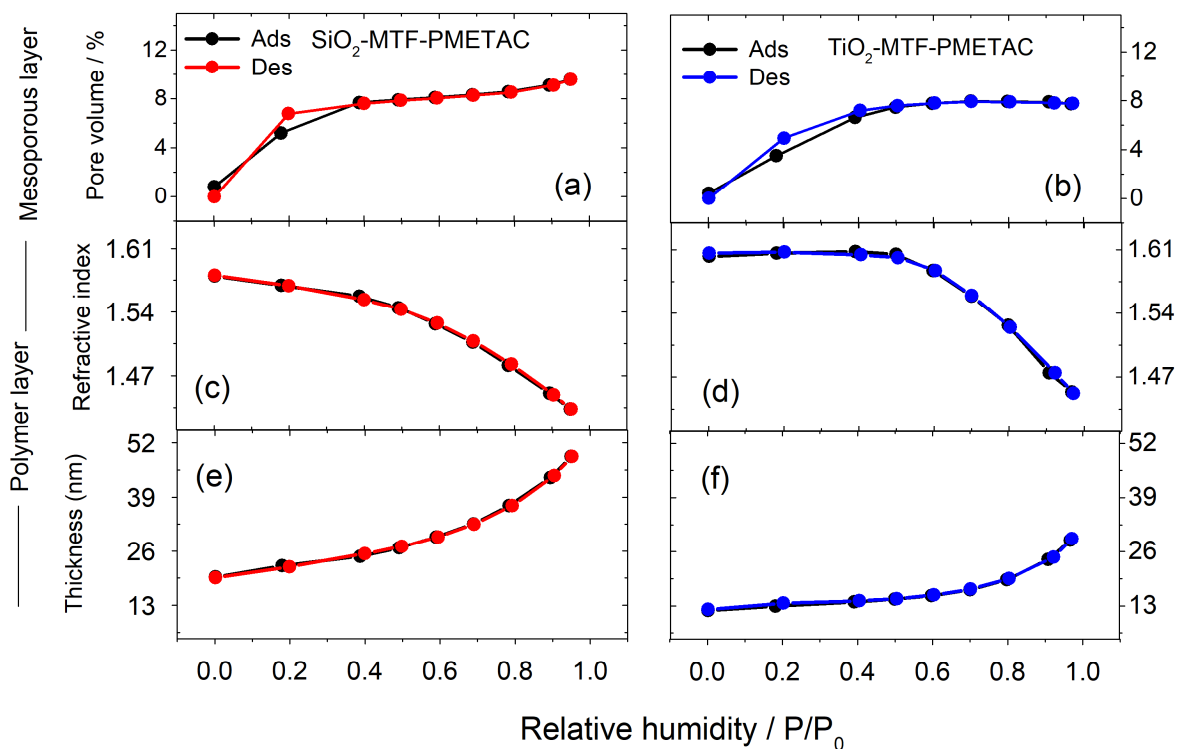 Mesoporous layer
Pore volume / %
12
8
4
0
Ads
Des
SiO₂-MTF-PMETAC
(a)
Ads
Des
TiO₂-MTF-PMETAC
(b)
12
8
4
0
Polymer layer
Refractive index
1.61
1.54
1.47
(c)
(d)
1.61
1.54
1.47
Thickness (nm)
52
39
26
13
(e)
(f)
52
39
26
13
0.0 0.2 0.4 0.6 0.8 1.0
0.0 0.2 0.4 0.6 0.8 1.0
Relative humidity / P/P₀